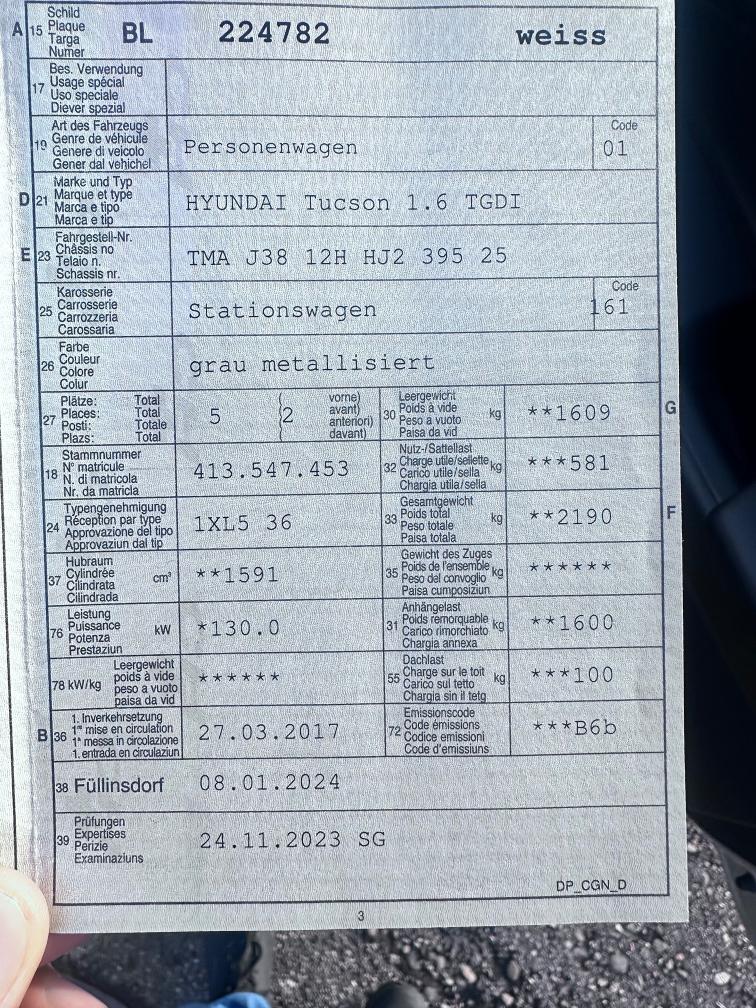 A 15 Schild
Plaque
Targa
Numer
BL 224782 weiss
17 Bes. Verwendung
Usage spécial
Uso speciale
Diever spezial
19 Art des Fahrzeugs
Genre de véhicule
Genere di veicolo
Gener dal vehichel
Personenwagen
Code
01
D 21 Marke und Typ
Marque et type
Marca e tipo
Marca e tip
HYUNDAI Tucson 1.6 TGDI
E 23 Fahrgestell-Nr.
Châssis no
Telaio n.
Schassis nr.
TMA J38 12H HJ2 395 25
25 Karosserie
Carrosserie
Carrozzeria
Carossaria
Stationswagen
Code
161
26 Farbe
Couleur
Colore
Colur
grau metallisiert
27 Plätze: Total
Places: Total
Posti: Totale
Plazs: Total
5 2
vorne)
avant)
anteriori)
davant)
30 Leergewicht
Poids à vide
Peso a vuoto
Paisa da vid
kg
**1609
G
18 Stammnummer
N° matricule
N. di matricola
Nr. da matricla
413.547.453
32 Nutz-/Sattellast
Charge utile/sellette
Carico utile/sella
Chargia utila/sella
kg
***581
24 Typengenehmigung
Réception par type
Approvazione del tipo
Approvaziun dal tip
1XL5 36
33 Gesamtgewicht
Poids total
Peso totale
Paisa totala
kg
**2190
F
37 Hubraum
Cylindrée
Cilindrata
Cilindrada
cm³
**1591
35 Gewicht des Zuges
Poids de l'ensemble
Peso del convoglio
Paisa cumposiziun
kg
******
76 Leistung
Puissance
Potenza
Prestaziun
kW
*130.0
31 Anhängelast
Poids remorquable
Carico rimorchiato
Chargia annexa
kg
**1600
78 kW/kg
Leergewicht
poids à vide
peso a vuoto
paisa da vid
******
55 Dachlast
Charge sur le toit
Carico sul tetto
Chargia sin il tetg
kg
***100
B 36 1. Inverkehrsetzung
1re mise en circulation
1a messa in circolazione
1. entrada en circulaziun
27.03.2017
72 Emissionscode
Code émissions
Codice emissioni
Code d'emissiuns
***B6b
38 Füllinsdorf 08.01.2024
39 Prüfungen
Expertises
Perizie
Examinaziuns
24.11.2023 SG
DP_CGN_D
3